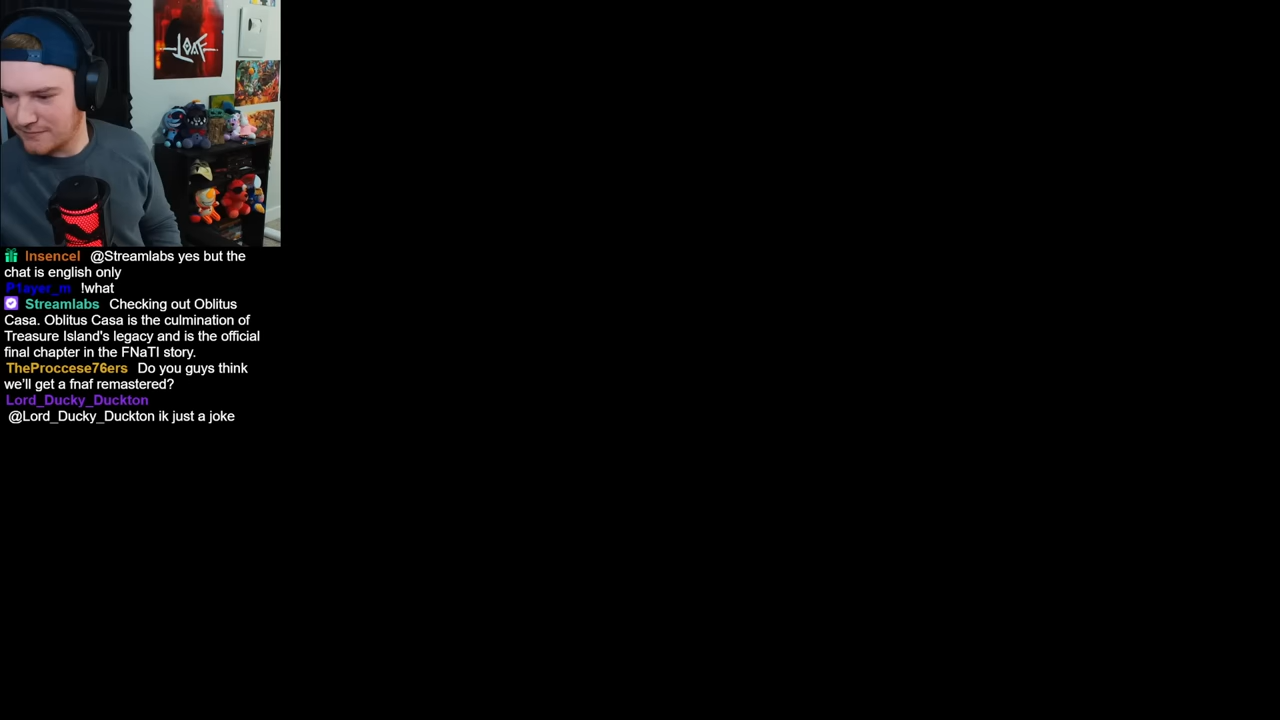 LOAF
Insencel @Streamlabs yes but the
chat is english only
P1ayer_m !what
Streamlabs Checking out Oblitus
Casa. Oblitus Casa is the culmination of
Treasure Island's legacy and is the official
final chapter in the FNaTI story.
TheProccese76ers Do you guys think
we'll get a fnaf remastered?
Lord_Ducky_Duckton
@Lord_Ducky_Duckton ik just a joke